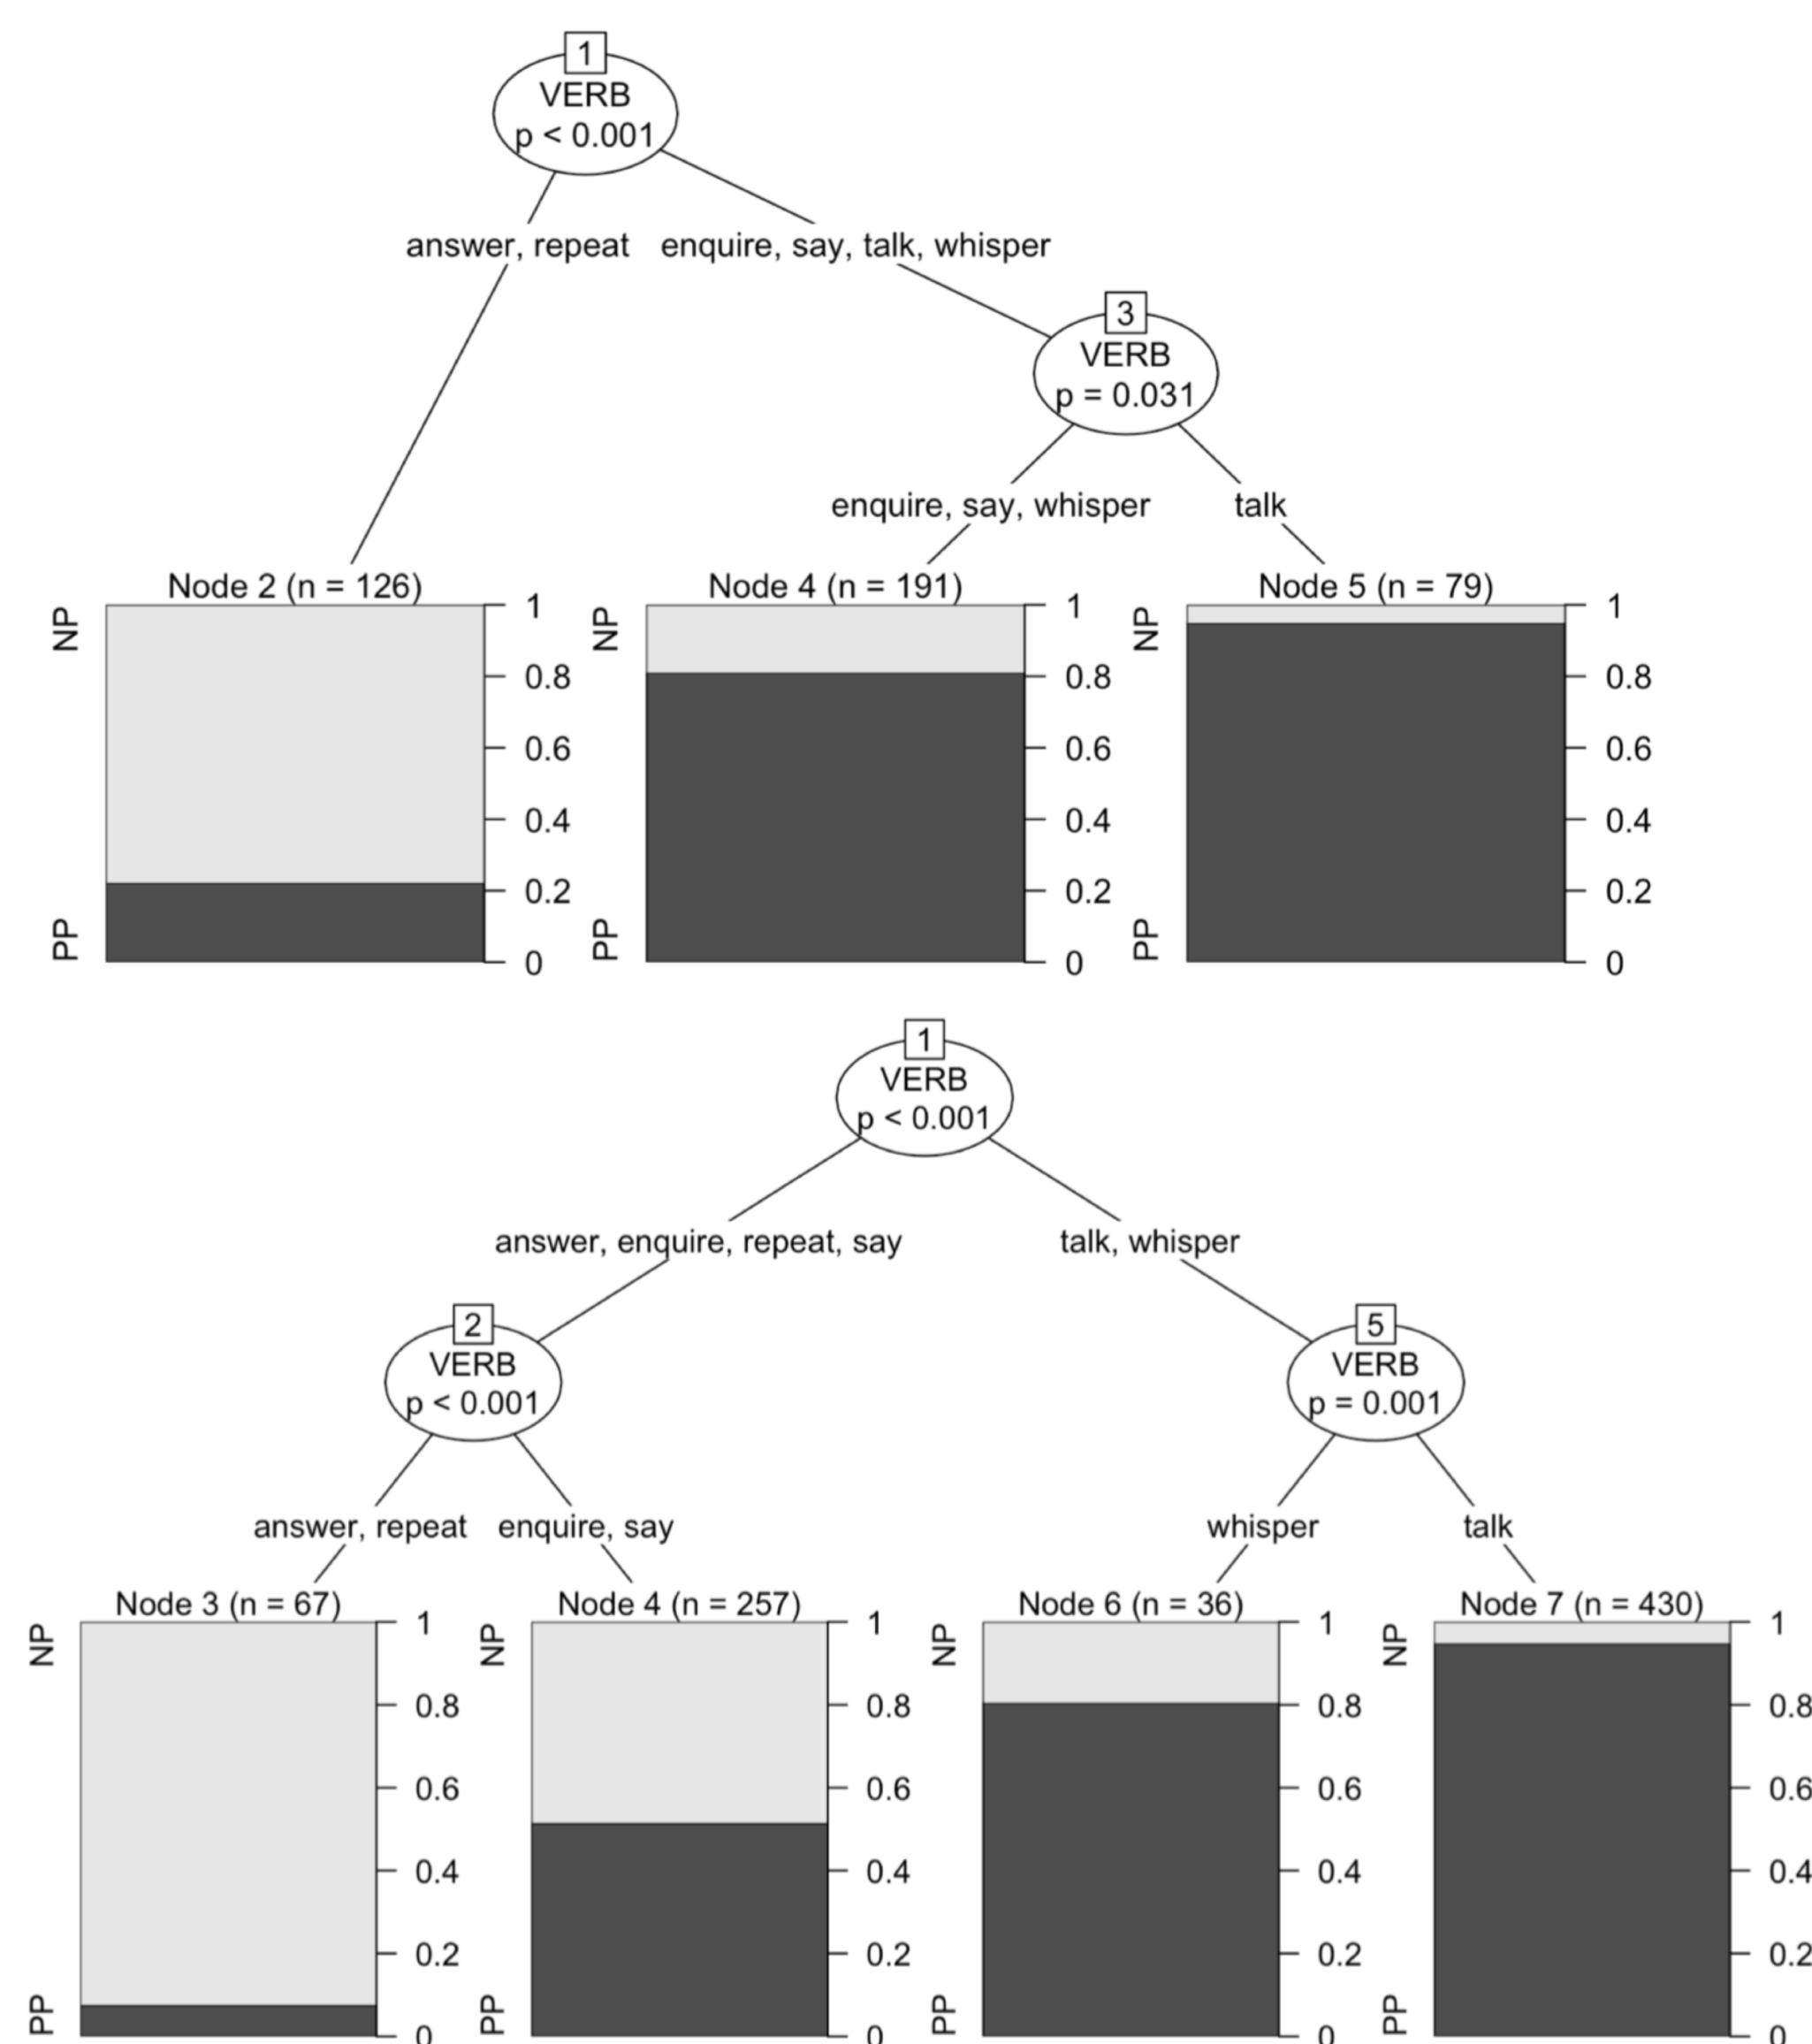 1
VERB
p < 0.001
answer, repeat
enquire, say, talk, whisper
3
VERB
p = 0.031
enquire, say, whisper
talk
Node 2 (n = 126)
NP
PP
1
0.8
0.6
0.4
0.2
0
Node 4 (n = 191)
NP
PP
1
0.8
0.6
0.4
0.2
0
Node 5 (n = 79)
NP
PP
1
0.8
0.6
0.4
0.2
0
1
VERB
p < 0.001
answer, enquire, repeat, say
talk, whisper
2
VERB
p < 0.001
5
VERB
p = 0.001
answer, repeat
enquire, say
whisper
talk
Node 3 (n = 67)
NP
PP
1
0.8
0.6
0.4
0.2
0
Node 4 (n = 257)
NP
PP
1
0.8
0.6
0.4
0.2
0
Node 6 (n = 36)
NP
PP
1
0.8
0.6
0.4
0.2
0
Node 7 (n = 430)
NP
PP
1
0.8
0.6
0.4
0.2
0